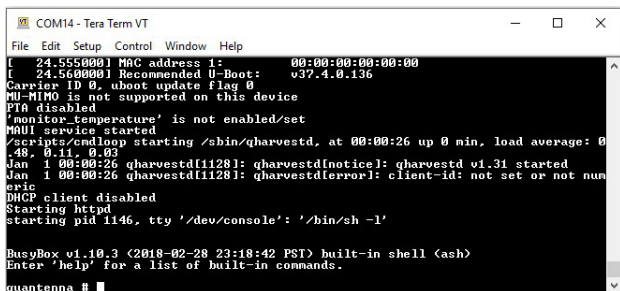 COM14 - Tera Term VT
File Edit Setup Control Window Help
[   24.555000] MAC address 1:        00:00:00:00:00:00
[   24.560000] Recommended U-Boot:   v37.4.0.136
Carrier ID 0, uboot update flag 0
MU-MIMO is not supported on this device
PTA disabled
'monitor_temperature' is not enabled/set
MAUI service started
/scripts/cmdloop starting /sbin/qharvestd, at 00:00:26 up 0 min, load average: 0
.48, 0.11, 0.03
Jan  1 00:00:26 qharvestd[1128]: qharvestd[notice]: qharvestd v1.31 started
Jan  1 00:00:26 qharvestd[1128]: qharvestd[error]: client-id: not set or not num
eric
DHCP client disabled
Starting httpd
starting pid 1146, tty '/dev/console': '/bin/sh -l'
BusyBox v1.10.3 (2018-02-28 23:18:42 PST) built-in shell (ash)
Enter 'help' for a list of built-in commands.
quantenna #